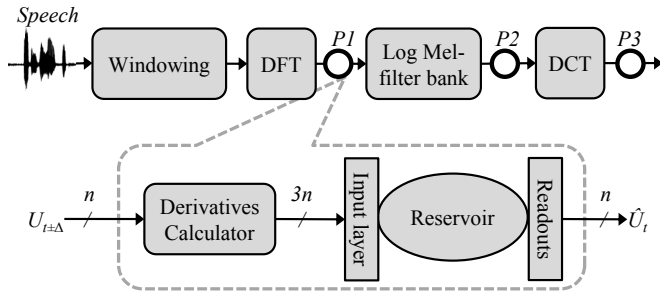 Speech
Windowing
DFT
P1
Log Mel-
filter bank
P2
DCT
P3
U_{t±Δ}
n
Derivatives
Calculator
3n
Input layer
Reservoir
Readouts
n
Û_t